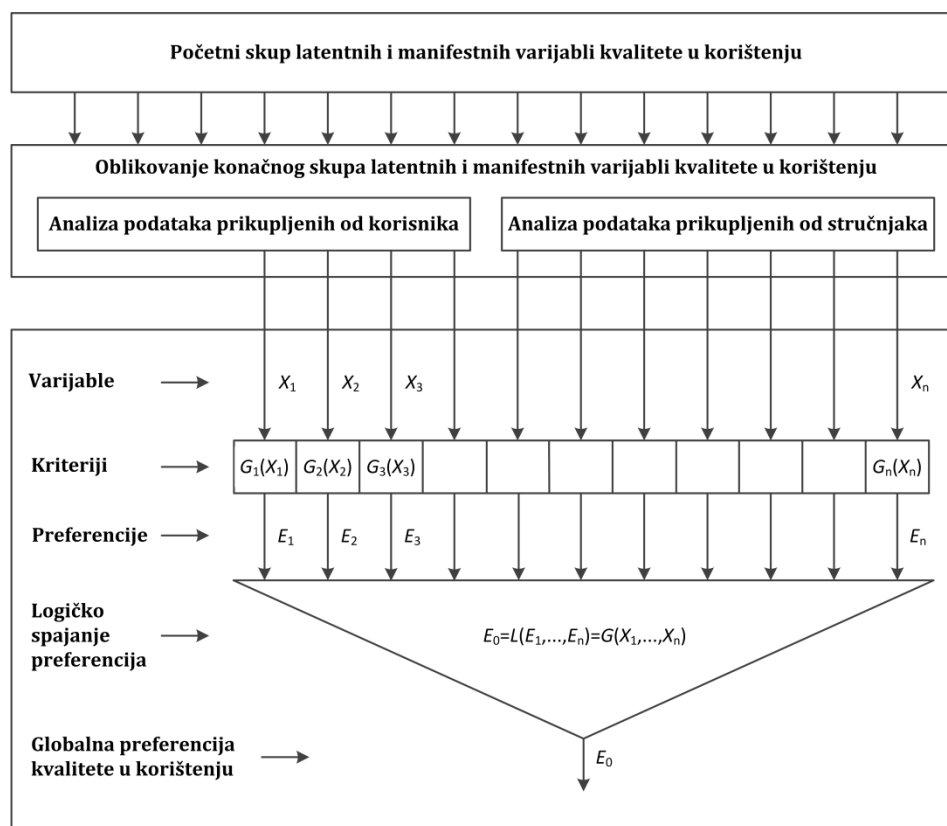 Početni skup latentnih i manifestnih varijabli kvalitete u korištenju
Oblikovanje konačnog skupa latentnih i manifestnih varijabli kvalitete u korištenju
Analiza podataka prikupljenih od korisnika
Analiza podataka prikupljenih od stručnjaka
Varijable
X₁ X₂ X₃ Xₙ
Kriteriji
G₁(X₁) G₂(X₂) G₃(X₃) Gₙ(Xₙ)
Preferencije
E₁ E₂ E₃ Eₙ
Logičko
spajanje
preferencija
E₀=L(E₁,...,Eₙ)=G(X₁,...,Xₙ)
Globalna preferencija
kvalitete u korištenju
E₀